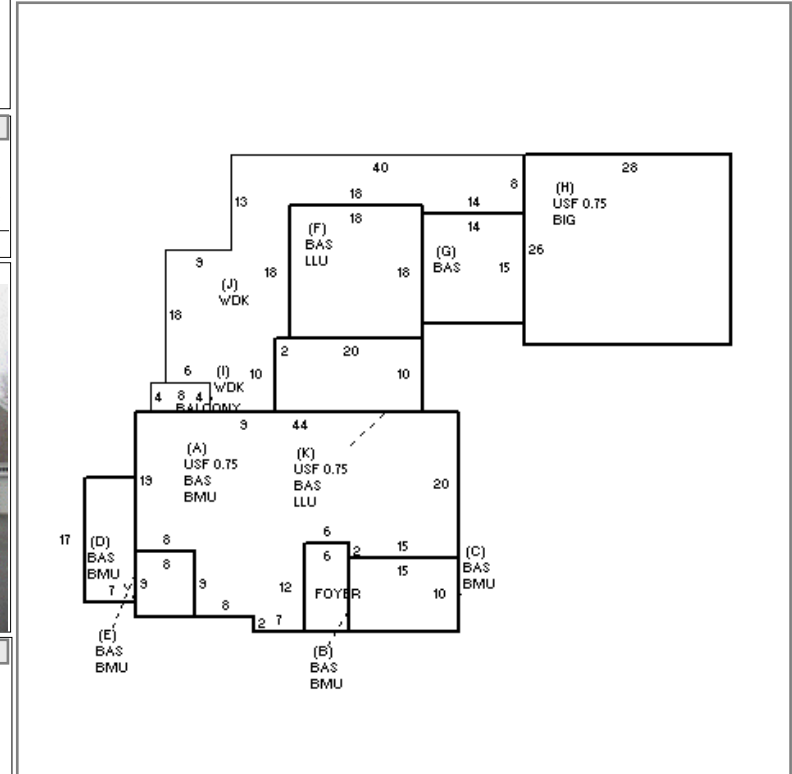 40
28
8
(H)
USF 0.75
BIG
18
13
14
18
14
(F)
BAS
LLU
(G)
BAS
26
9
18
18
15
(J)
WDK
18
2
20
6
(I)
WDK
10
10
4
8
4
BALCONY
9
44
(A)
USF 0.75
BAS
BMU
(K)
USF 0.75
BAS
LLU
19
20
17
(D)
BAS
BMU
8
6
2
15
(C)
BAS
BMU
8
6
15
7
9
9
12
FOYER
10
8
2
7
(E)
BAS
BMU
(B)
BAS
BMU